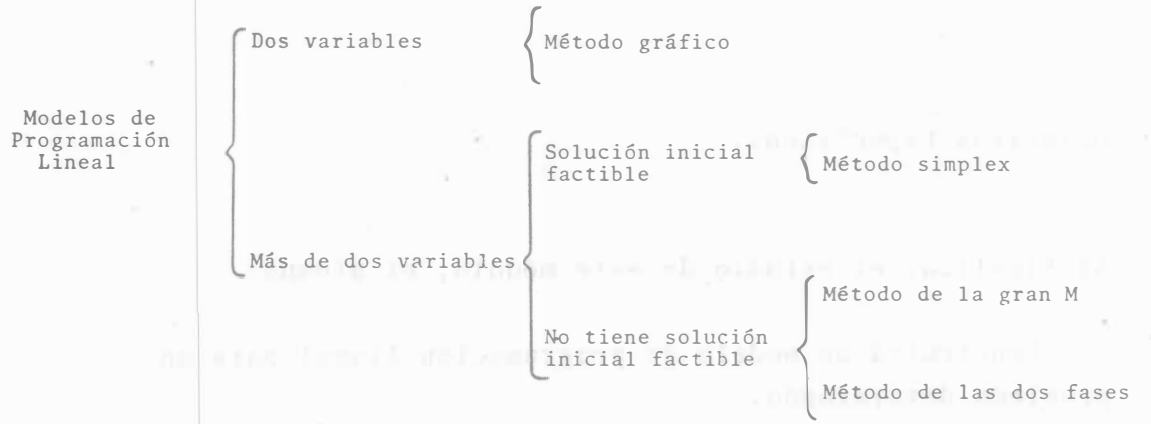 Dos variables
Método gráfico
Modelos de
Programación
Lineal
Solución inicial
factible
Método simplex
Más de dos variables
Método de la gran M
No tiene solución
inicial factible
Método de las dos fases